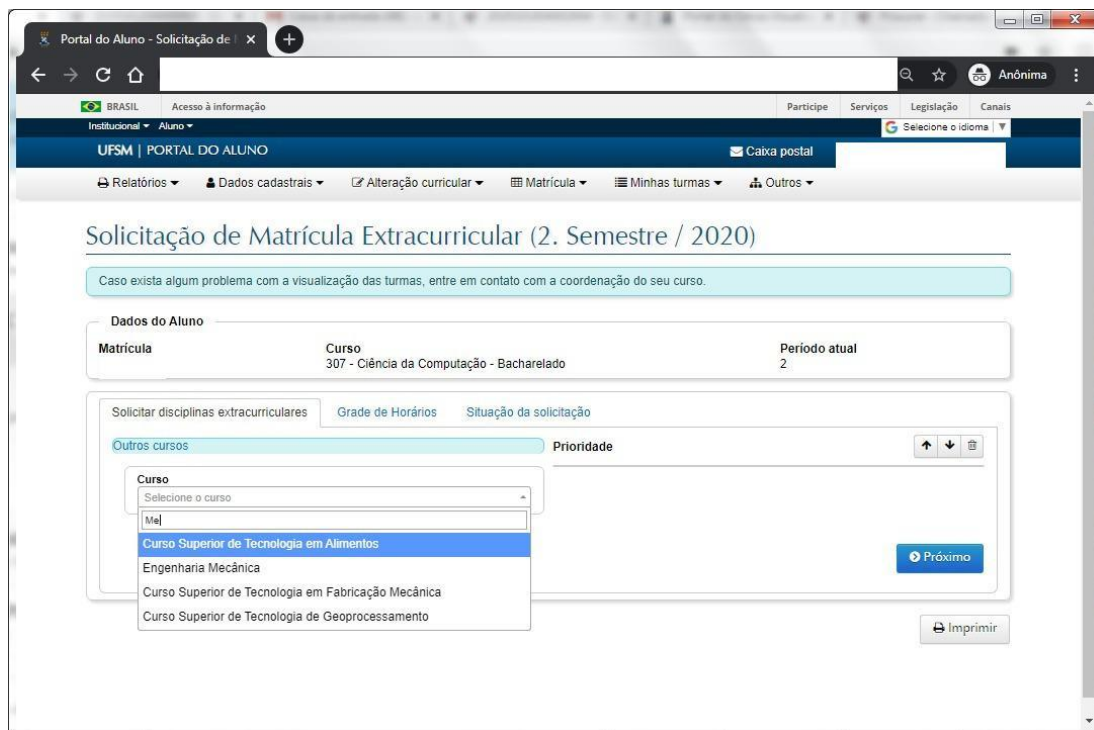 Portal do Aluno - Solicitação de
Anônima
BRASIL Acesso à informação Participe Serviços Legislação Canais
Institucional Aluno Selecione o idioma
UFSM | PORTAL DO ALUNO Caixa postal
Relatórios Dados cadastrais Alteração curricular Matrícula Minhas turmas Outros
Solicitação de Matrícula Extracurricular (2. Semestre / 2020)
Caso exista algum problema com a visualização das turmas, entre em contato com a coordenação do seu curso.
Dados do Aluno
Matrícula Curso Período atual
307 - Ciência da Computação - Bacharelado 2
Solicitar disciplinas extracurriculares Grade de Horários Situação da solicitação
Outros cursos Prioridade
Curso
Selecione o curso
Me
Curso Superior de Tecnologia em Alimentos
Engenharia Mecânica
Próximo
Curso Superior de Tecnologia em Fabricação Mecânica
Curso Superior de Tecnologia de Geoprocessamento
Imprimir